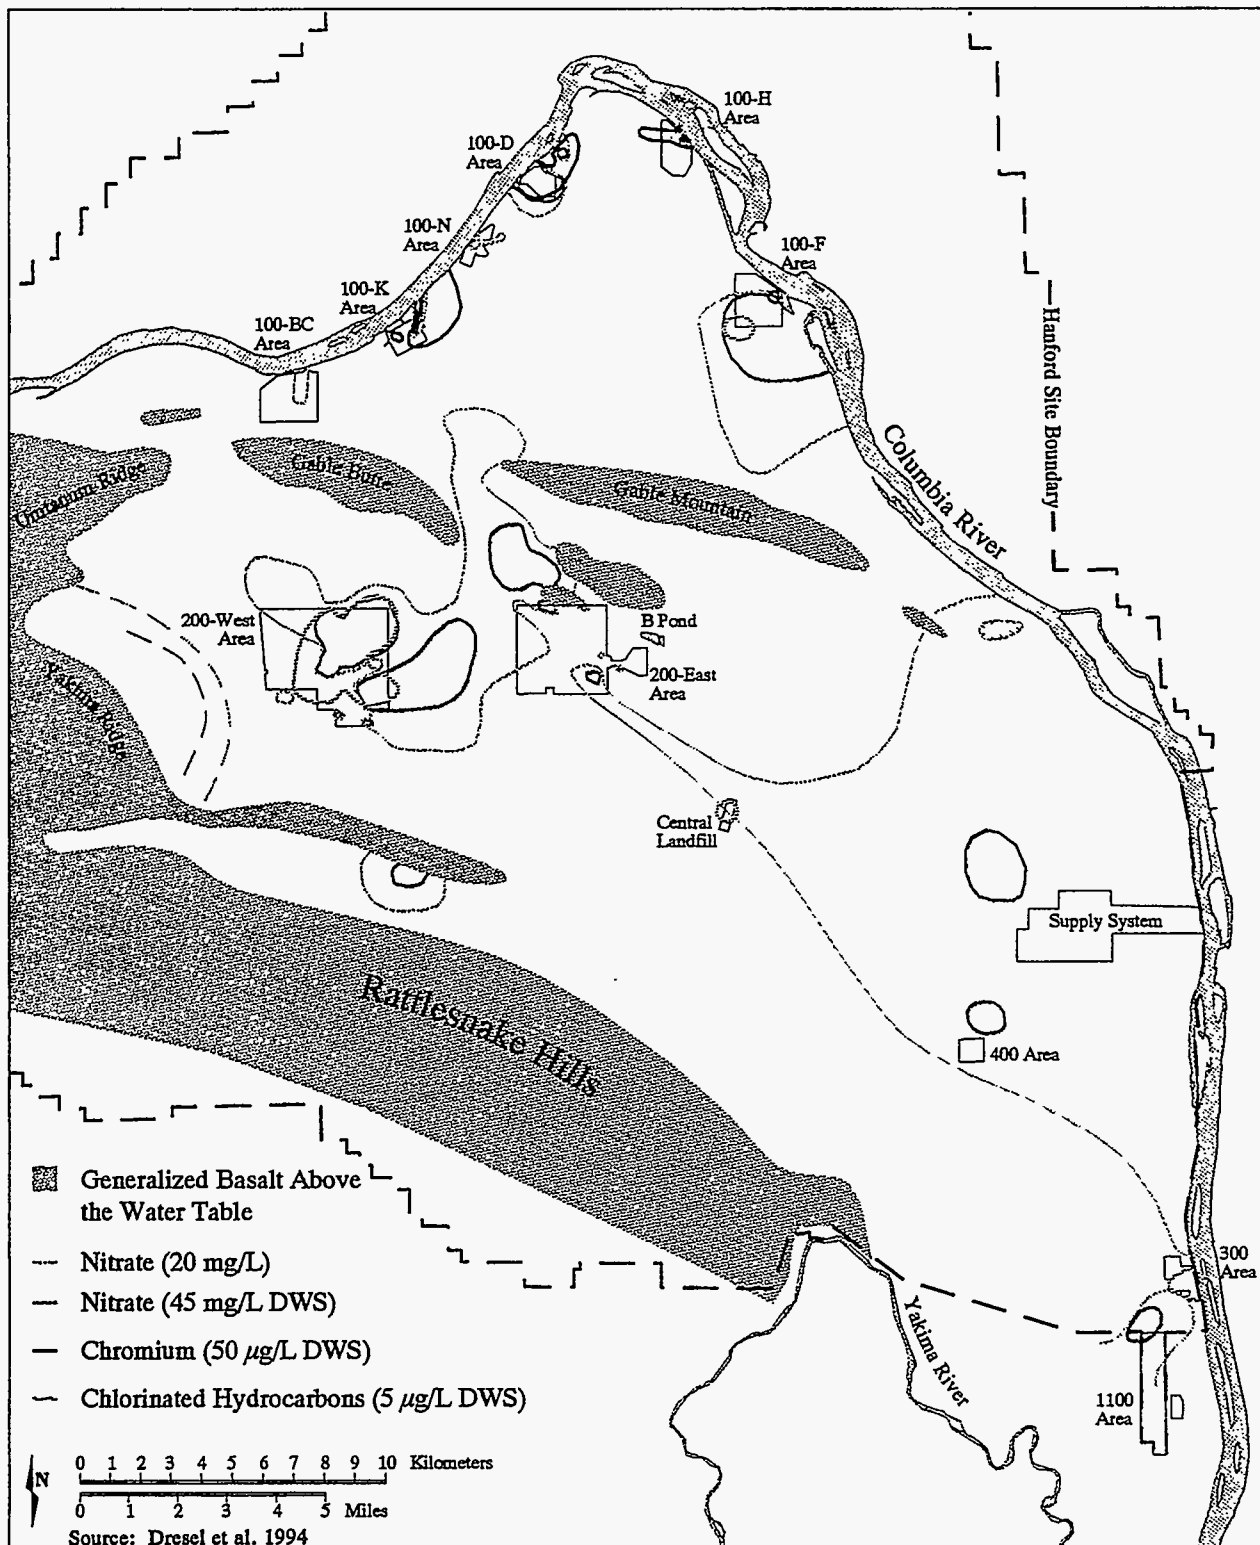 100-H
Area
100-D
Area
100-N
Area
100-F
Area
100-K
Area
100-BC
Area
Hanford Site Boundary
Columbia River
Umtanum Ridge
Gable Butte
Gable Mountain
200-West
Area
B Pond
200-East
Area
Yakima Ridge
Central
Landfill
Supply System
Rattlesnake Hills
400 Area
Generalized Basalt Above
the Water Table
Nitrate (20 mg/L)
Nitrate (45 mg/L DWS)
Chromium (50 μg/L DWS)
Chlorinated Hydrocarbons (5 μg/L DWS)
300
Area
Yakima River
1100
Area
N
0 1 2 3 4 5 6 7 8 9 10 Kilometers
0 1 2 3 4 5 Miles
Source: Dresel et al. 1994